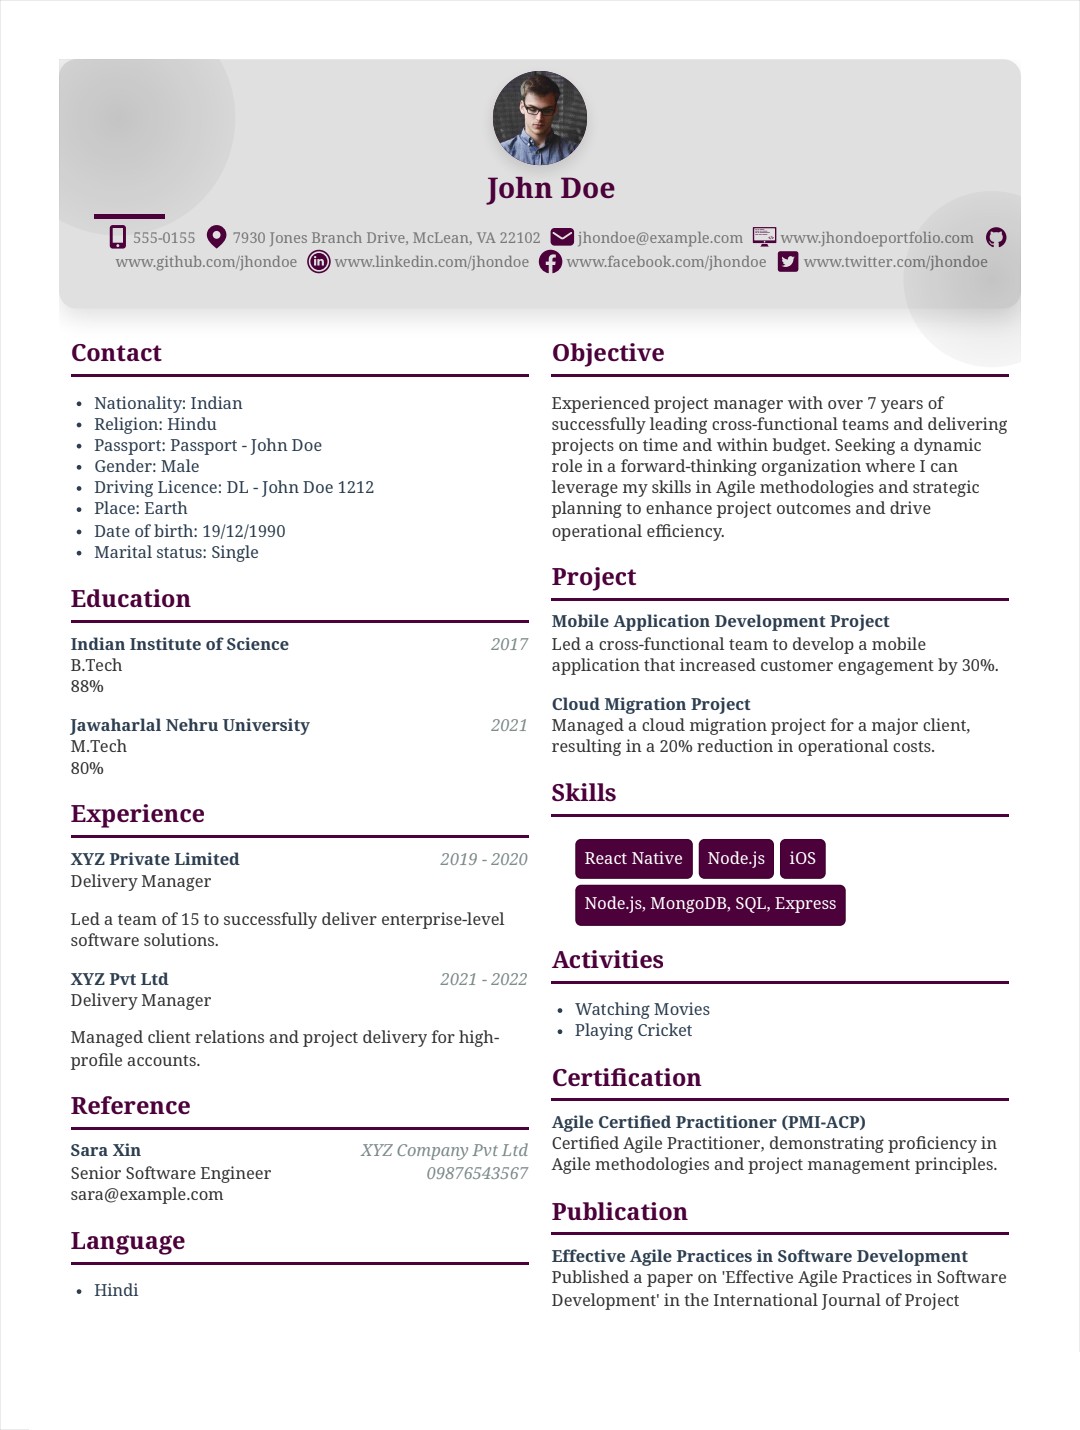 John Doe
555-0155 7930 Jones Branch Drive, McLean, VA 22102 jhondoe@example.com www.jhondoeportfolio.com
www.github.com/jhondoe www.linkedin.com/jhondoe www.facebook.com/jhondoe www.twitter.com/jhondoe
Contact
• Nationality: Indian
• Religion: Hindu
• Passport: Passport - John Doe
• Gender: Male
• Driving Licence: DL - John Doe 1212
• Place: Earth
• Date of birth: 19/12/1990
• Marital status: Single
Education
Indian Institute of Science 2017
B.Tech
88%
Jawaharlal Nehru University 2021
M.Tech
80%
Experience
XYZ Private Limited 2019 - 2020
Delivery Manager
Led a team of 15 to successfully deliver enterprise-level
software solutions.
XYZ Pvt Ltd 2021 - 2022
Delivery Manager
Managed client relations and project delivery for high-
profile accounts.
Reference
Sara Xin XYZ Company Pvt Ltd
Senior Software Engineer 09876543567
sara@example.com
Language
• Hindi
Objective
Experienced project manager with over 7 years of
successfully leading cross-functional teams and delivering
projects on time and within budget. Seeking a dynamic
role in a forward-thinking organization where I can
leverage my skills in Agile methodologies and strategic
planning to enhance project outcomes and drive
operational efficiency.
Project
Mobile Application Development Project
Led a cross-functional team to develop a mobile
application that increased customer engagement by 30%.
Cloud Migration Project
Managed a cloud migration project for a major client,
resulting in a 20% reduction in operational costs.
Skills
React Native Node.js iOS
Node.js, MongoDB, SQL, Express
Activities
• Watching Movies
• Playing Cricket
Certification
Agile Certified Practitioner (PMI-ACP)
Certified Agile Practitioner, demonstrating proficiency in
Agile methodologies and project management principles.
Publication
Effective Agile Practices in Software Development
Published a paper on 'Effective Agile Practices in Software
Development' in the International Journal of Project